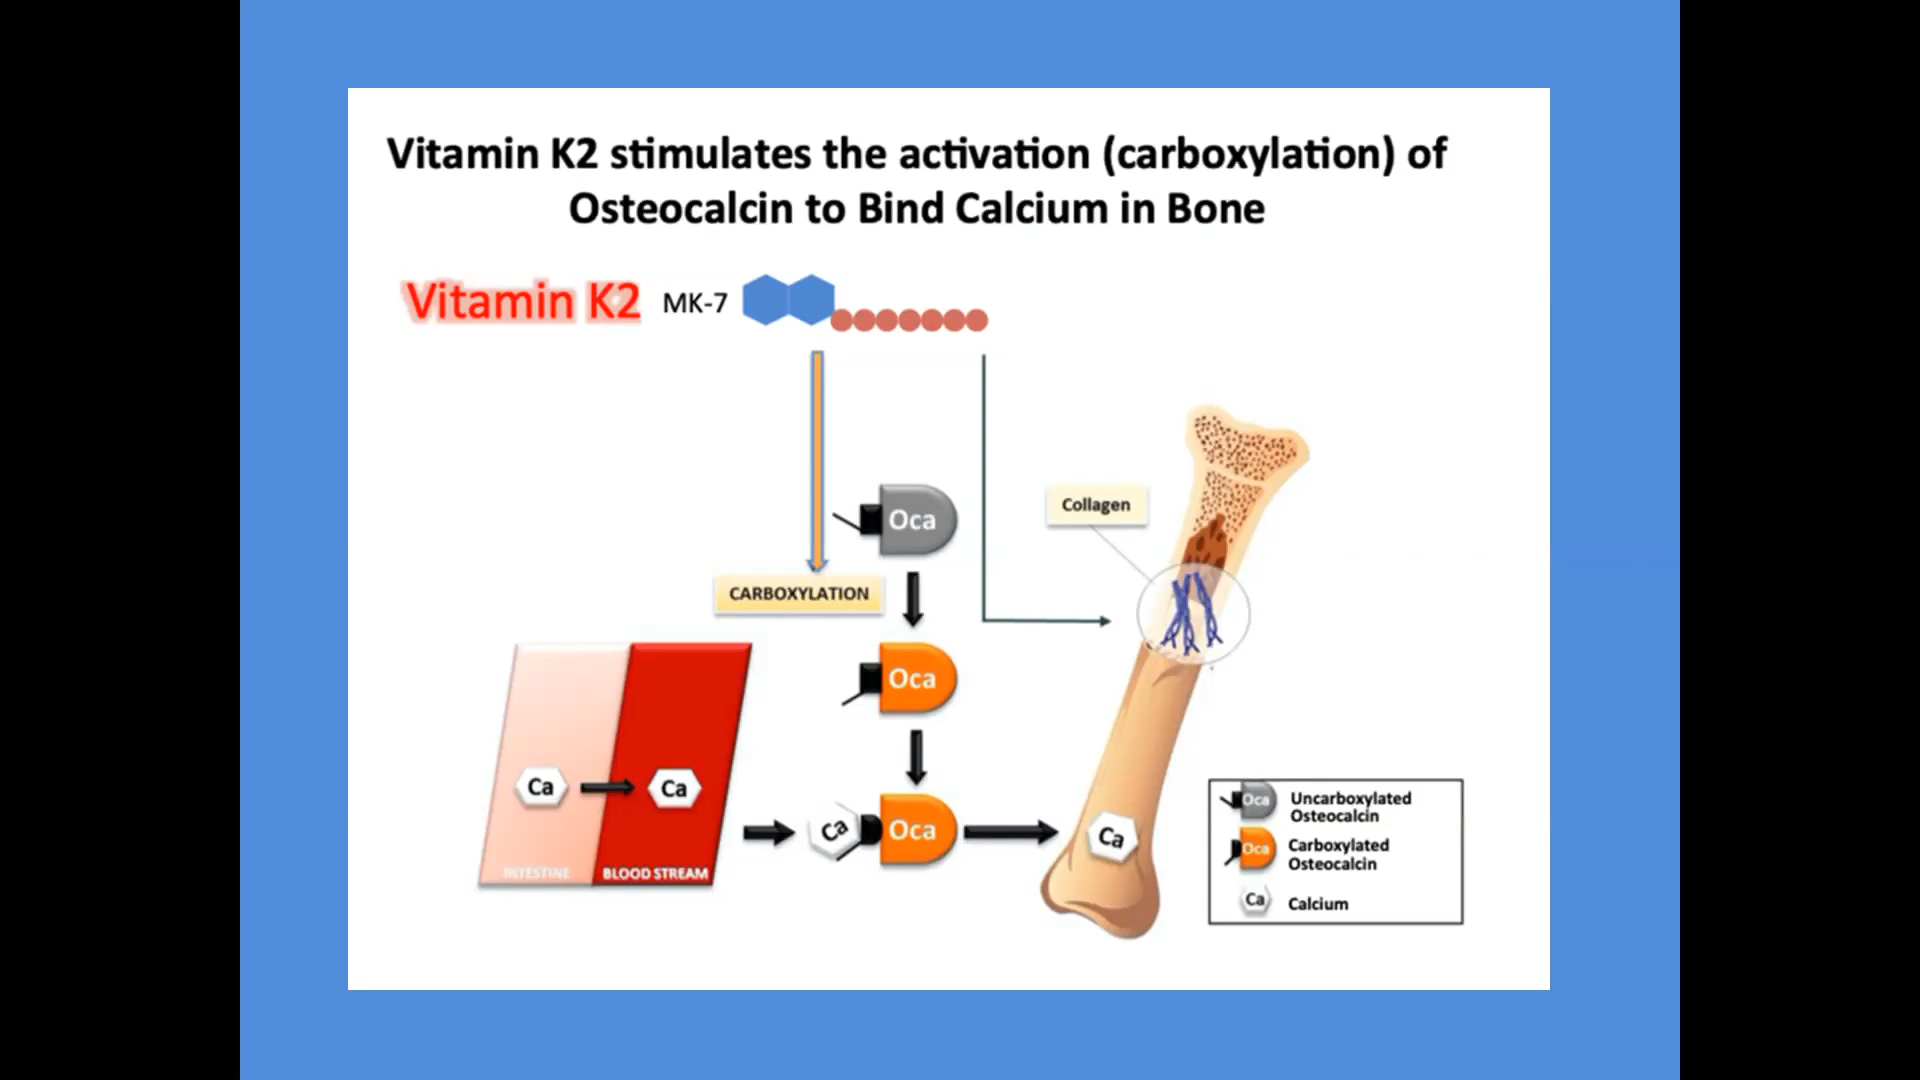 Vitamin K2 stimulates the activation (carboxylation) of
Osteocalcin to Bind Calcium in Bone
Vitamin K2 MK-7
Oca
Collagen
CARBOXYLATION
Oca
Ca
Ca
Ca
Oca
Ca
INTESTINE
BLOOD STREAM
Oca
Uncarboxylated
Osteocalcin
Oca
Carboxylated
Osteocalcin
Ca
Calcium